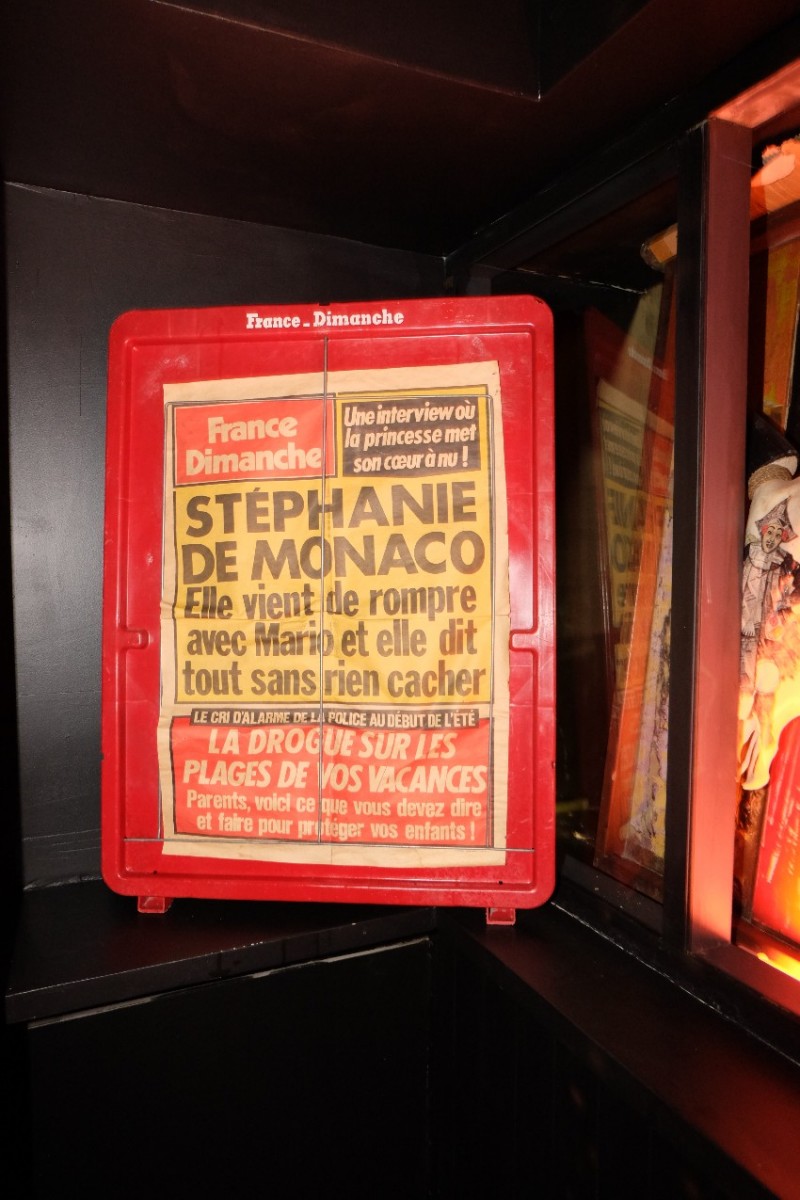 France - Dimanche
France
Dimanche
Une interview où
la princesse met
son cœur à nu !
STÉPHANIE
DE MONACO
Elle vient de rompre
avec Mario et elle dit
tout sans rien cacher
LE CRI D'ALARME DE LA POLICE AU DÉBUT DE L'ÉTÉ
LA DROGUE SUR LES
PLAGES DE VOS VACANCES
Parents, voici ce que vous devez dire
et faire pour protéger vos enfants !